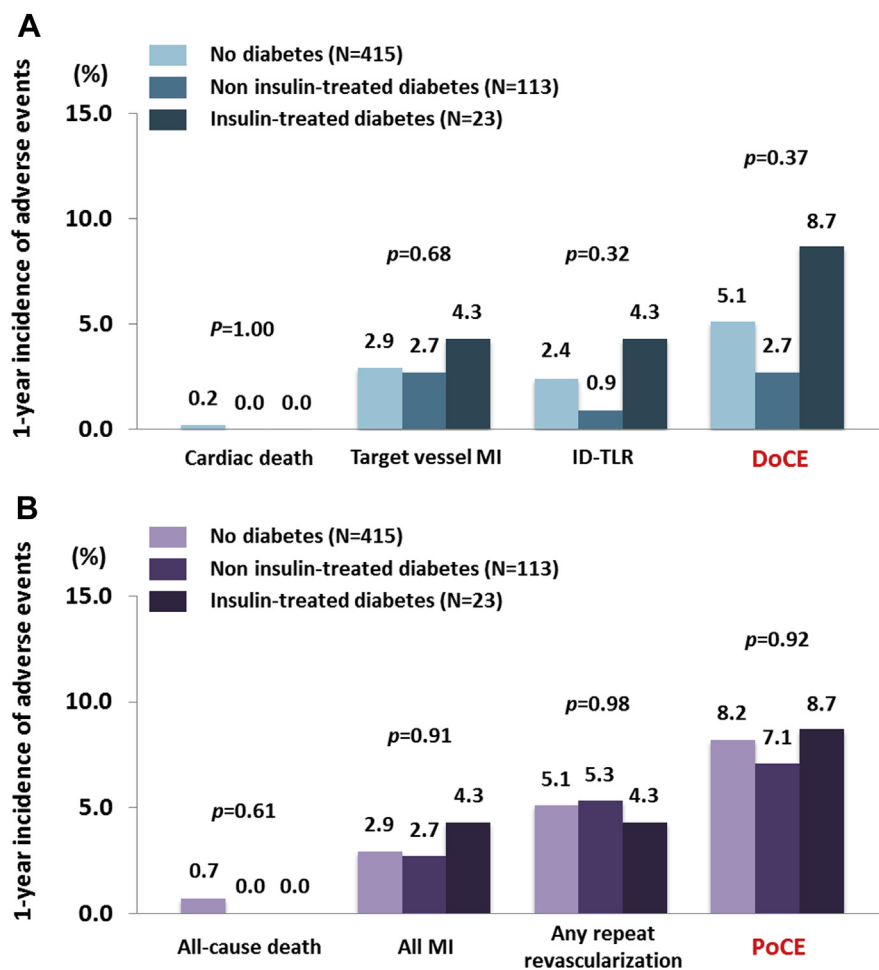 A
No diabetes (N=415)
(%)
Non insulin-treated diabetes (N=113)
Insulin-treated diabetes (N=23)
1-year incidence of adverse events
15.0
10.0
5.0
0.0
P=1.00
p=0.68
p=0.32
p=0.37
0.2 0.0 0.0
2.9 2.7 4.3
2.4 0.9 4.3
5.1 2.7 8.7
Cardiac death Target vessel MI ID-TLR DoCE
B
No diabetes (N=415)
(%)
Non insulin-treated diabetes (N=113)
Insulin-treated diabetes (N=23)
1-year incidence of adverse events
15.0
10.0
5.0
0.0
p=0.61
p=0.91
p=0.98
p=0.92
0.7 0.0 0.0
2.9 2.7 4.3
5.1 5.3 4.3
8.2 7.1 8.7
All-cause death All MI Any repeat
revascularization PoCE